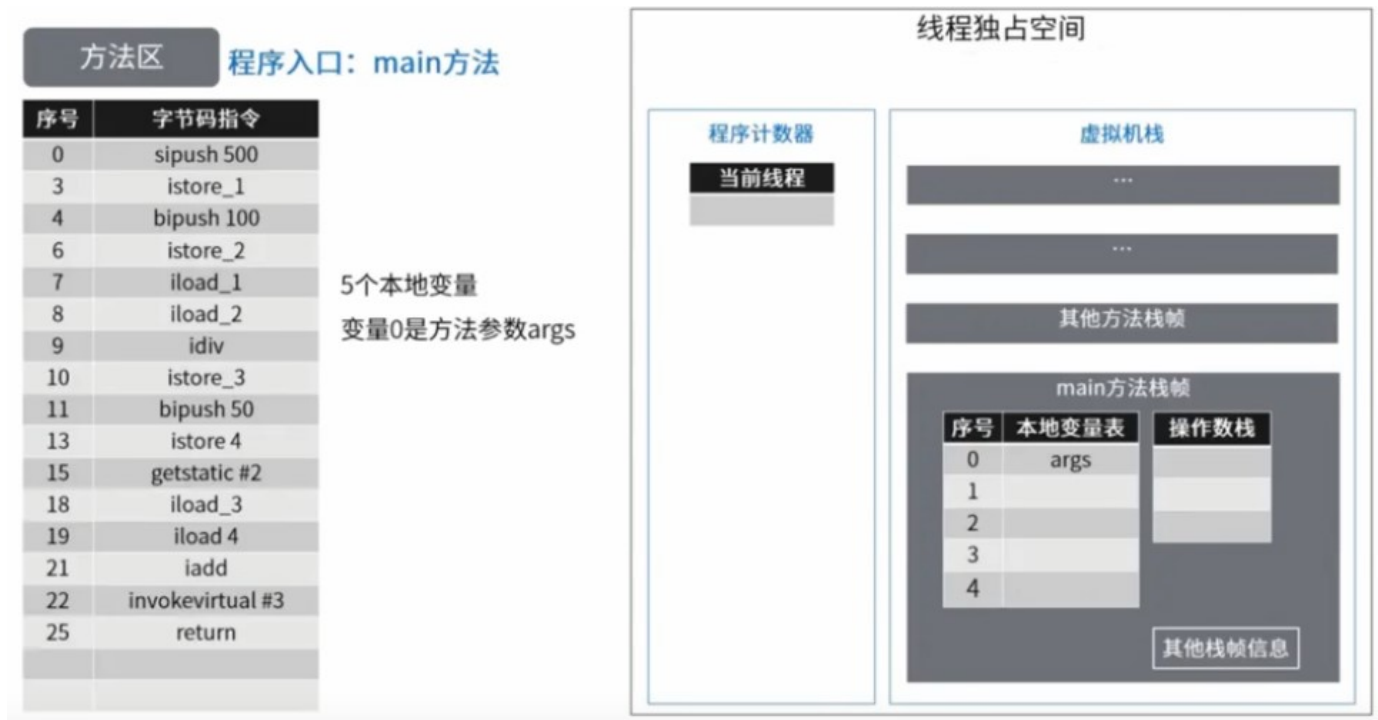 方法区
程序入口：main方法
序号 字节码指令
0 sipush 500
3 istore_1
4 bipush 100
6 istore_2
7 iload_1
8 iload_2
9 idiv
10 istore_3
11 bipush 50
13 istore 4
15 getstatic #2
18 iload_3
19 iload 4
21 iadd
22 invokevirtual #3
25 return
5个本地变量
变量0是方法参数args
线程独占空间
程序计数器
当前线程
虚拟机栈
...
...
其他方法栈帧
main方法栈帧
序号 本地变量表 操作数栈
0 args
1
2
3
4
其他栈帧信息